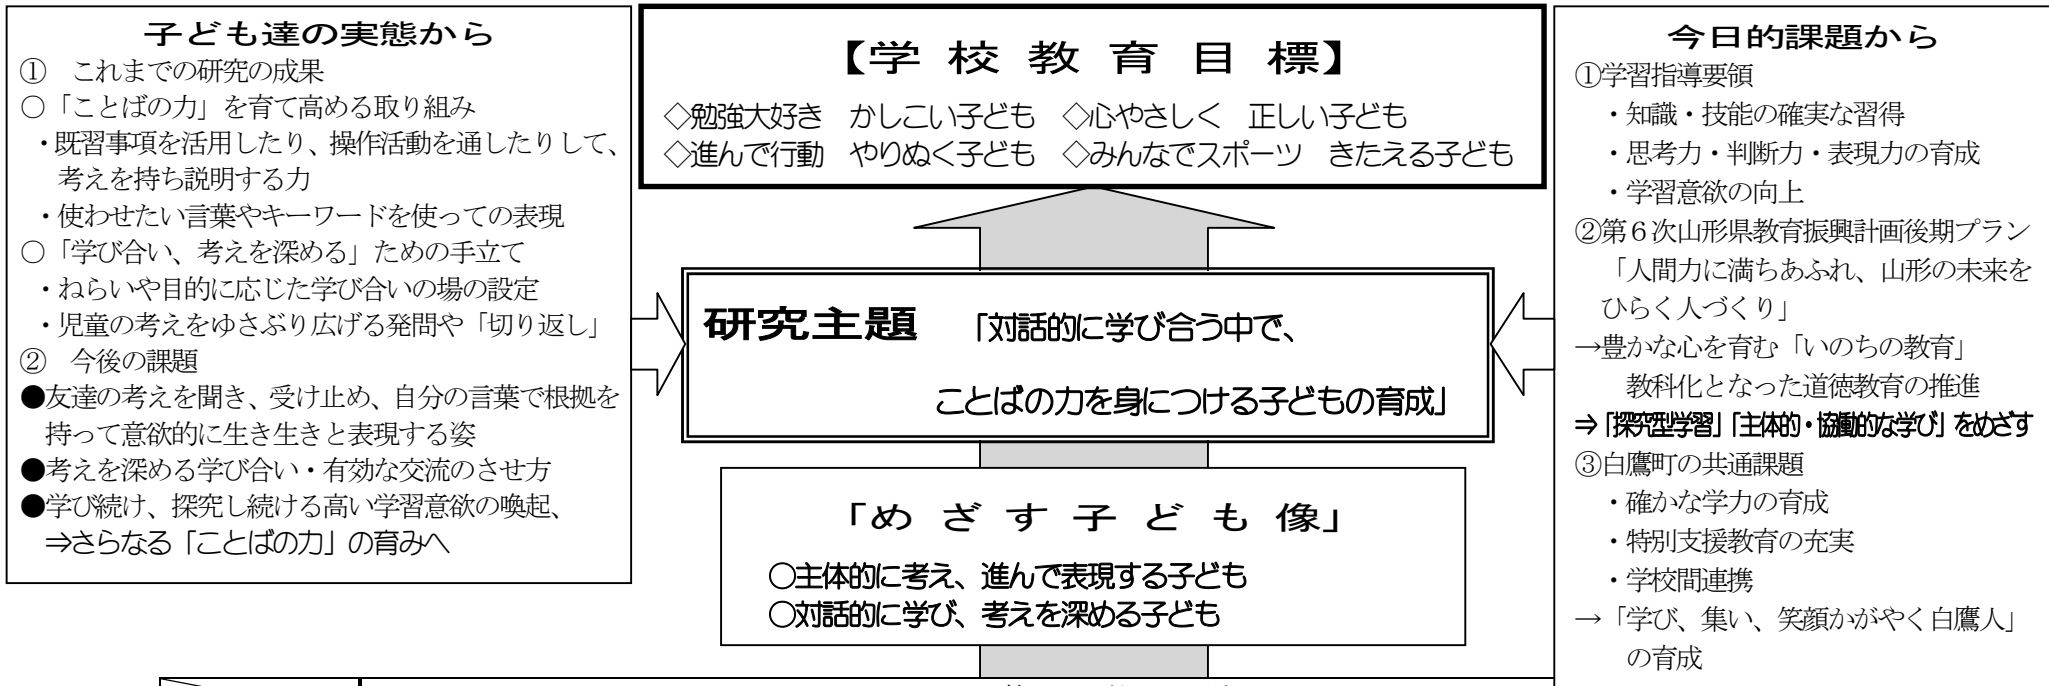 子ども達の実態から
① これまでの研究の成果
○「ことばの力」を育て高める取り組み
・既習事項を活用したり、操作活動を通したりして、
考えを持ち説明する力
・使わせたい言葉やキーワードを使っての表現
○「学び合い、考えを深める」ための手立て
・ねらいや目的に応じた学び合いの場の設定
・児童の考えをゆさぶり広げる発問や「切り返し」
② 今後の課題
●友達の考えを聞き、受け止め、自分の言葉で根拠を
持って意欲的に生き生きと表現する姿
●考えを深める学び合い・有効な交流のさせ方
●学び続け、探究し続ける高い学習意欲の喚起、
⇒さらなる「ことばの力」の育みへ
【学 校 教 育 目 標】
◇勉強大好き かしこい子ども ◇心やさしく 正しい子ども
◇進んで行動 やりぬく子ども ◇みんなでスポーツ きたえる子ども
研究主題 「対話的に学び合う中で、
ことばの力を身につける子どもの育成」
「め ざ す 子 ど も 像」
○主体的に考え、進んで表現する子ども
○対話的に学び、考えを深める子ども
今日的課題から
①学習指導要領
・知識・技能の確実な習得
・思考力・判断力・表現力の育成
・学習意欲の向上
②第6次山形県教育振興計画後期プラン
「人間力に満ちあふれ、山形の未来を
ひらく人づくり」
→豊かな心を育む「いのちの教育」
教科化となった道徳教育の推進
⇒「探究型学習」「主体的・協働的な学び」をめざす
③白鷹町の共通課題
・確かな学力の育成
・特別支援教育の充実
・学校間連携
→「学び、集い、笑顔かがやく白鷹人」
の育成